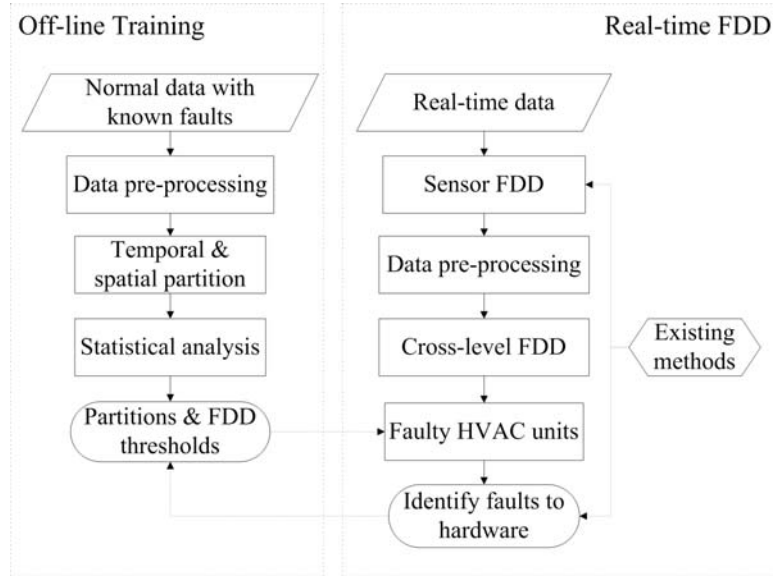 Off-line Training
Normal data with
known faults
Data pre-processing
Temporal &
spatial partition
Statistical analysis
Partitions & FDD
thresholds
Real-time FDD
Real-time data
Sensor FDD
Data pre-processing
Cross-level FDD
Faulty HVAC units
Identify faults to
hardware
Existing
methods